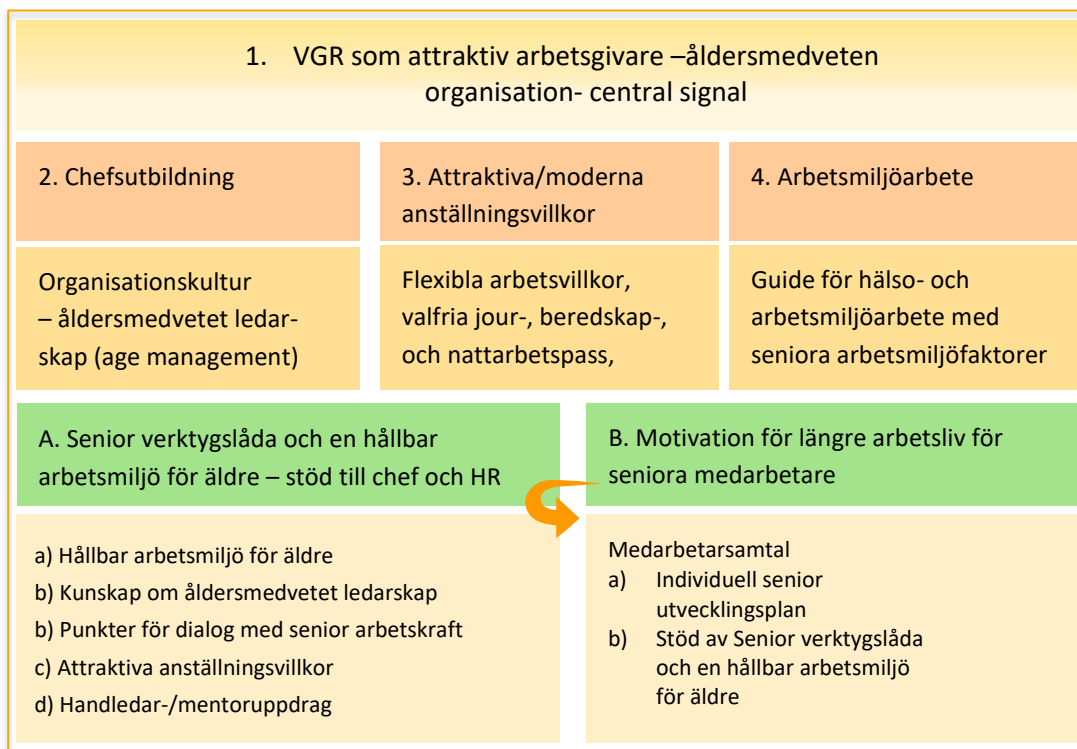 1. VGR som attraktiv arbetsgivare –åldersmedveten
organisation- central signal
2. Chefsutbildning
3. Attraktiva/moderna
anställningsvillkor
4. Arbetsmiljöarbete
Organisationskultur
– åldersmedvetet ledar-
skap (age management)
Flexibla arbetsvillkor,
valfria jour-, beredskap-,
och nattarbetspass,
Guide för hälso- och
arbetsmiljöarbete med
seniora arbetsmiljöfaktorer
A. Senior verktygslåda och en hållbar
arbetsmiljö för äldre – stöd till chef och HR
B. Motivation för längre arbetsliv för
seniora medarbetare
a) Hållbar arbetsmiljö för äldre
b) Kunskap om åldersmedvetet ledarskap
b) Punkter för dialog med senior arbetskraft
c) Attraktiva anställningsvillkor
d) Handledar-/mentoruppdrag
Medarbetarsamtal
a) Individuell senior
utvecklingsplan
b) Stöd av Senior verktygslåda
och en hållbar arbetsmiljö
för äldre